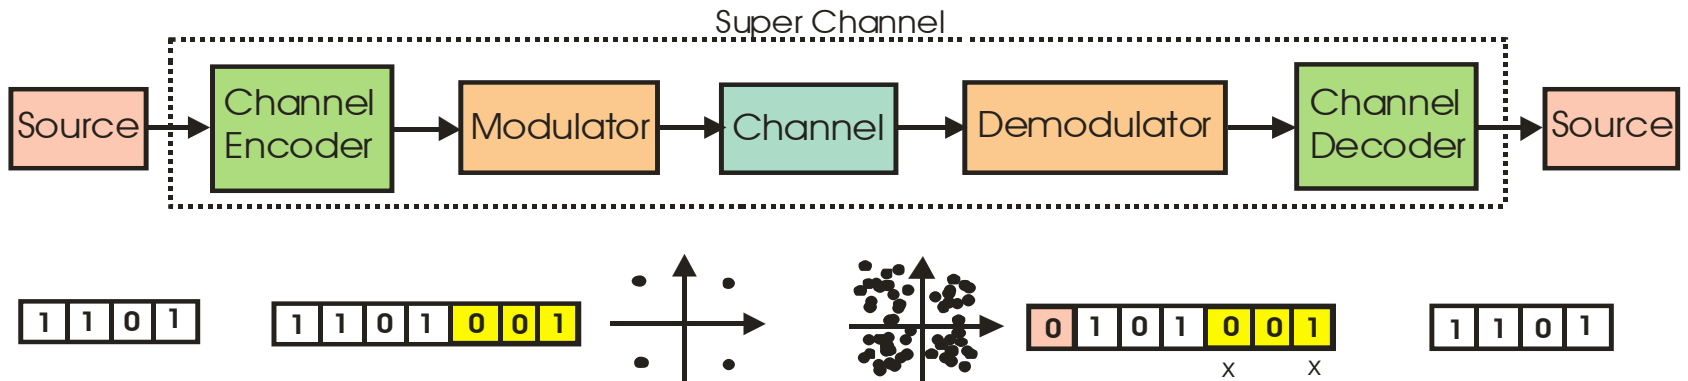 Super Channel
Source
Channel
Encoder
Modulator
Channel
Demodulator
Channel
Decoder
Source
1 1 0 1
1 1 0 1 0 0 1
0 1 0 1 0 0 1
x x
1 1 0 1